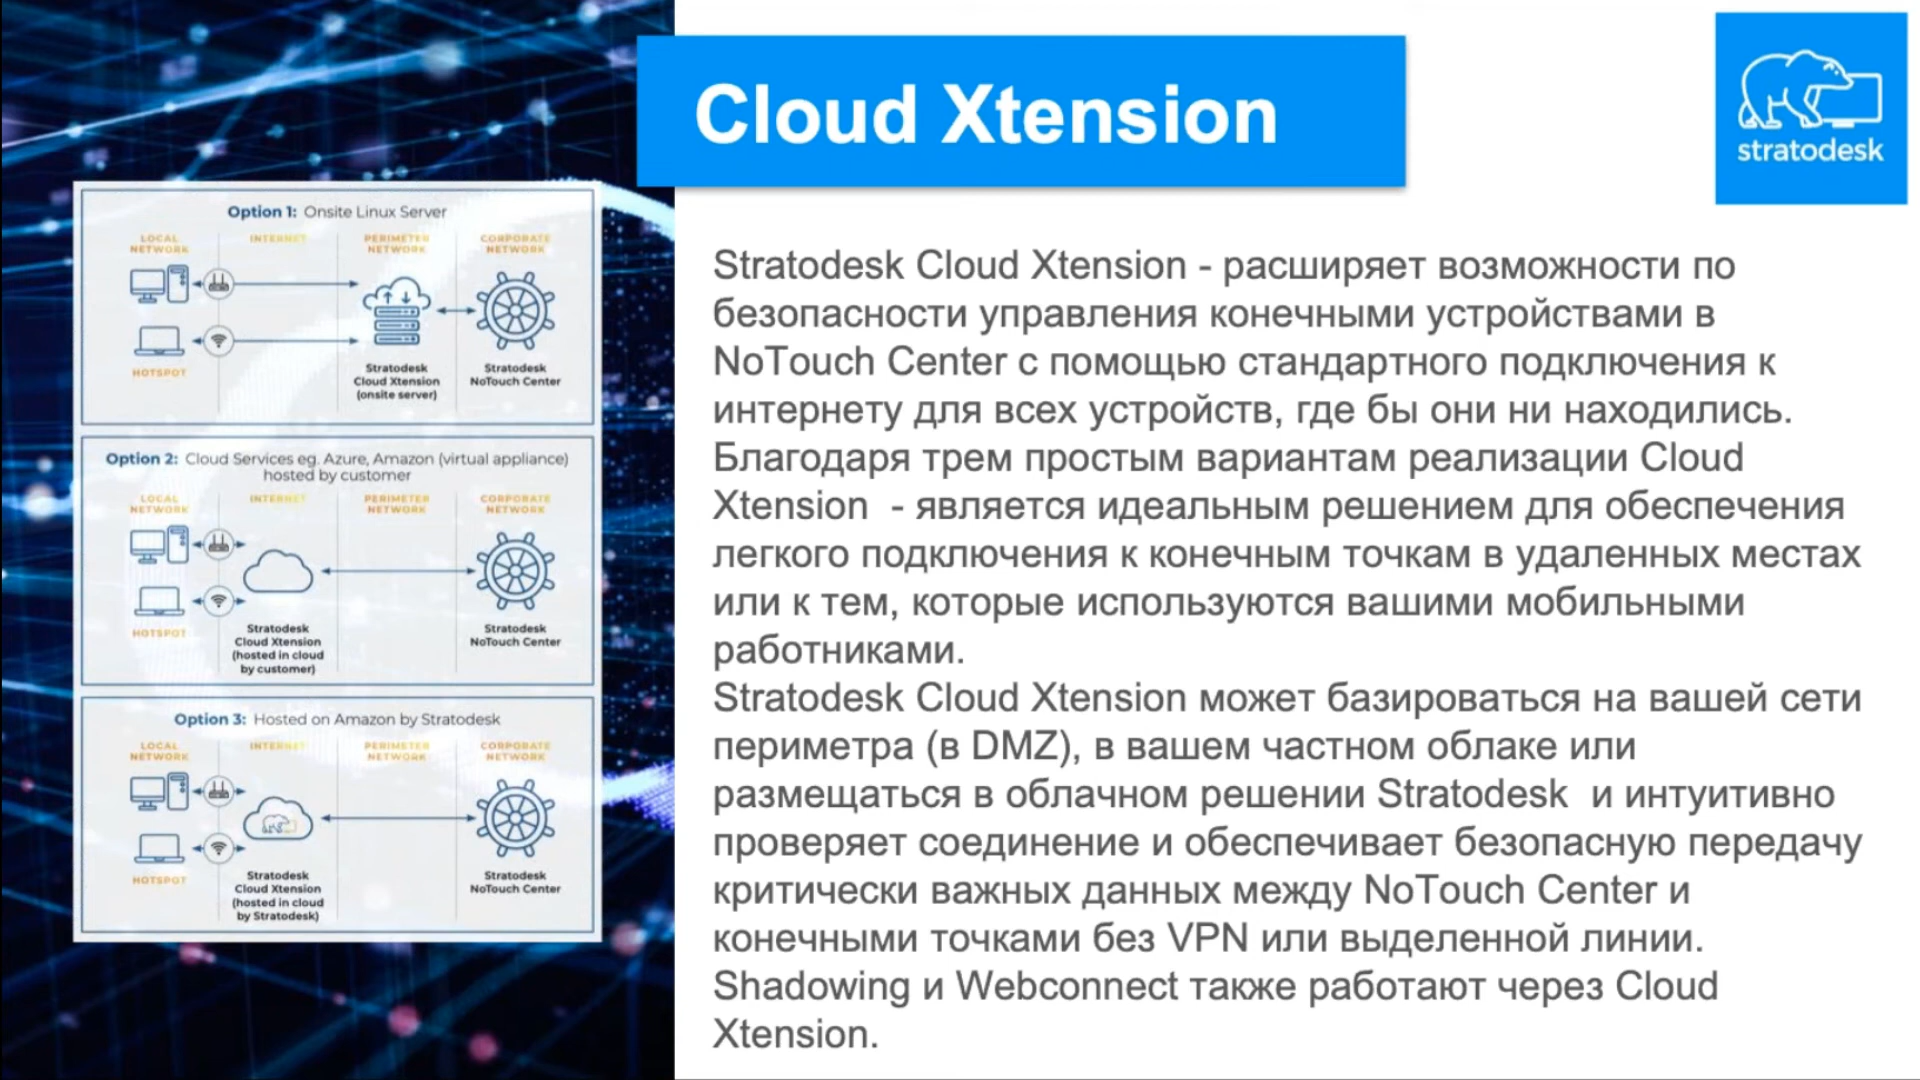 Cloud Xtension
stratodesk
Option 1: Onsite Linux Server
LOCAL NETWORK
INTERNET
PERIMETER NETWORK
CORPORATE NETWORK
HOTSPOT
Stratodesk
Cloud Xtension
(onsite server)
Stratodesk
NoTouch Center
Option 2: Cloud Services eg. Azure, Amazon (virtual appliance)
hosted by customer
LOCAL NETWORK
INTERNET
PERIMETER NETWORK
CORPORATE NETWORK
HOTSPOT
Stratodesk
Cloud Xtension
(hosted in cloud
by customer)
Stratodesk
NoTouch Center
Option 3: Hosted on Amazon by Stratodesk
LOCAL NETWORK
INTERNET
PERIMETER NETWORK
CORPORATE NETWORK
HOTSPOT
Stratodesk
Cloud Xtension
(hosted in cloud
by Stratodesk)
Stratodesk
NoTouch Center
Stratodesk Cloud Xtension - расширяет возможности по
безопасности управления конечными устройствами в
NoTouch Center с помощью стандартного подключения к
интернету для всех устройств, где бы они ни находились.
Благодаря трем простым вариантам реализации Cloud
Xtension - является идеальным решением для обеспечения
легкого подключения к конечным точкам в удаленных местах
или к тем, которые используются вашими мобильными
работниками.
Stratodesk Cloud Xtension может базироваться на вашей сети
периметра (в DMZ), в вашем частном облаке или
размещаться в облачном решении Stratodesk и интуитивно
проверяет соединение и обеспечивает безопасную передачу
критически важных данных между NoTouch Center и
конечными точками без VPN или выделенной линии.
Shadowing и Webconnect также работают через Cloud
Xtension.